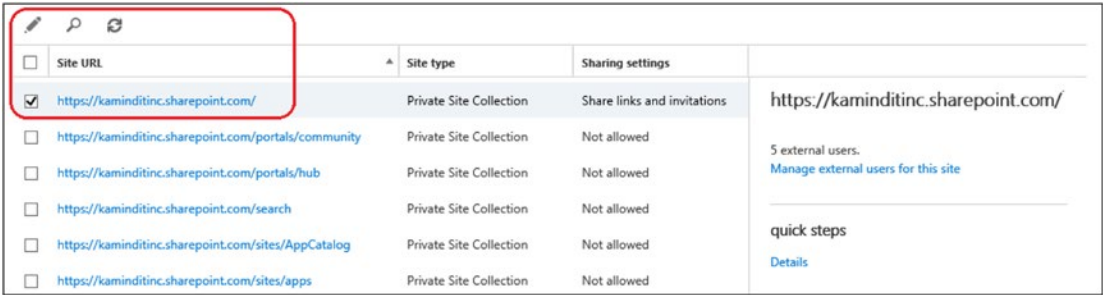 Site URL Site type Sharing settings
https://kaminditinc.sharepoint.com/ Private Site Collection Share links and invitations
https://kaminditinc.sharepoint.com/portals/community Private Site Collection Not allowed
https://kaminditinc.sharepoint.com/portals/hub Private Site Collection Not allowed
https://kaminditinc.sharepoint.com/search Private Site Collection Not allowed
https://kaminditinc.sharepoint.com/sites/AppCatalog Private Site Collection Not allowed
https://kaminditinc.sharepoint.com/sites/apps Private Site Collection Not allowed
https://kaminditinc.sharepoint.com/
5 external users.
Manage external users for this site
quick steps
Details